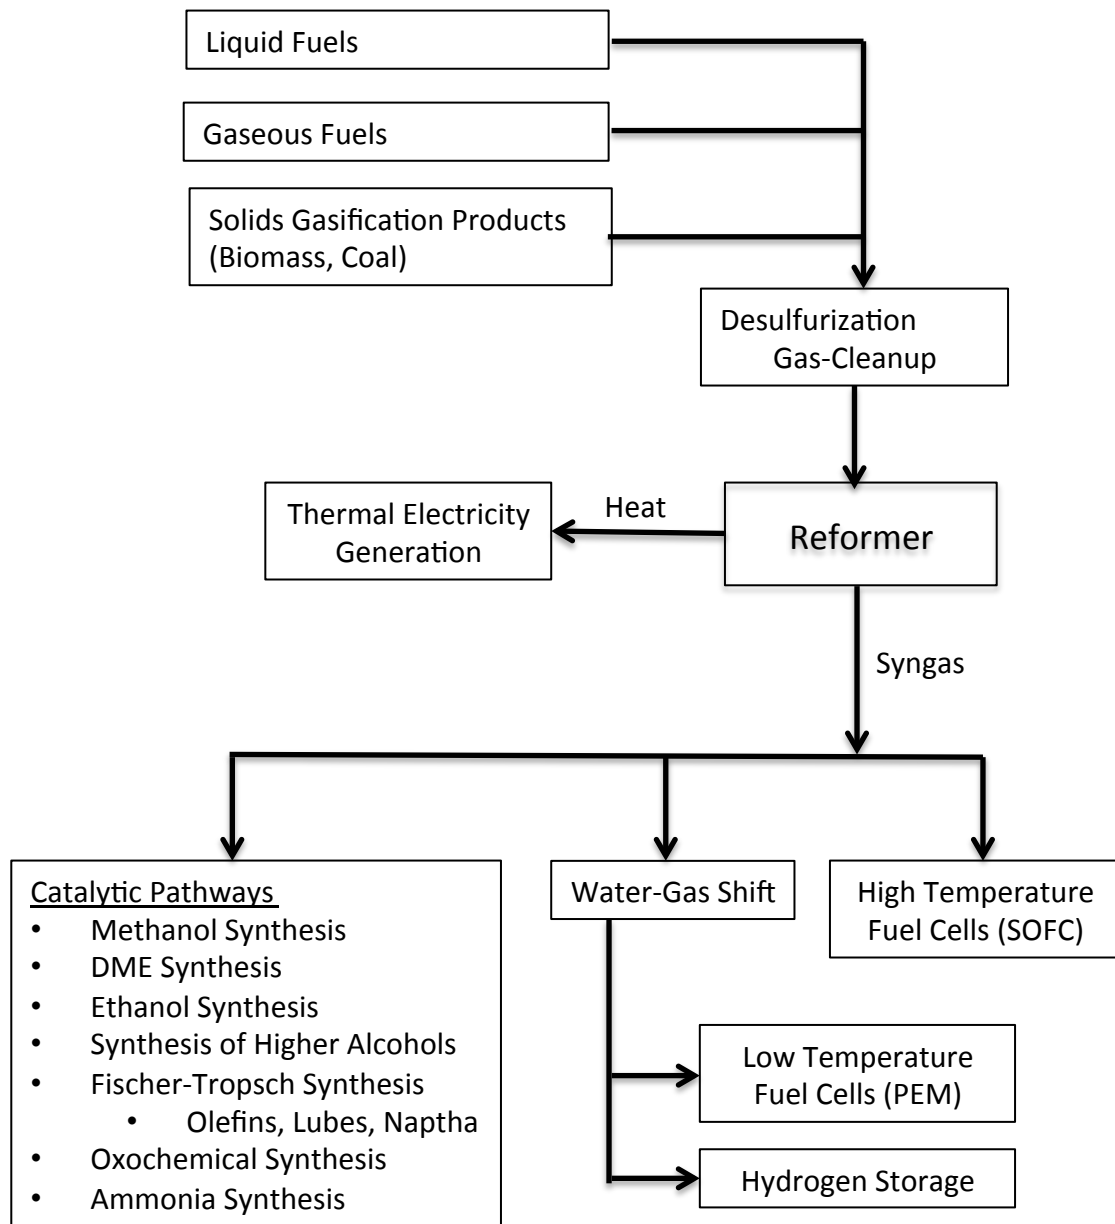 Liquid Fuels
Gaseous Fuels
Solids Gasification Products
(Biomass, Coal)
Desulfurization
Gas-Cleanup
Thermal Electricity
Generation
Heat
Reformer
Syngas
Catalytic Pathways
• Methanol Synthesis
• DME Synthesis
• Ethanol Synthesis
• Synthesis of Higher Alcohols
• Fischer-Tropsch Synthesis
• Olefins, Lubes, Naptha
• Oxochemical Synthesis
• Ammonia Synthesis
Water-Gas Shift
High Temperature
Fuel Cells (SOFC)
Low Temperature
Fuel Cells (PEM)
Hydrogen Storage